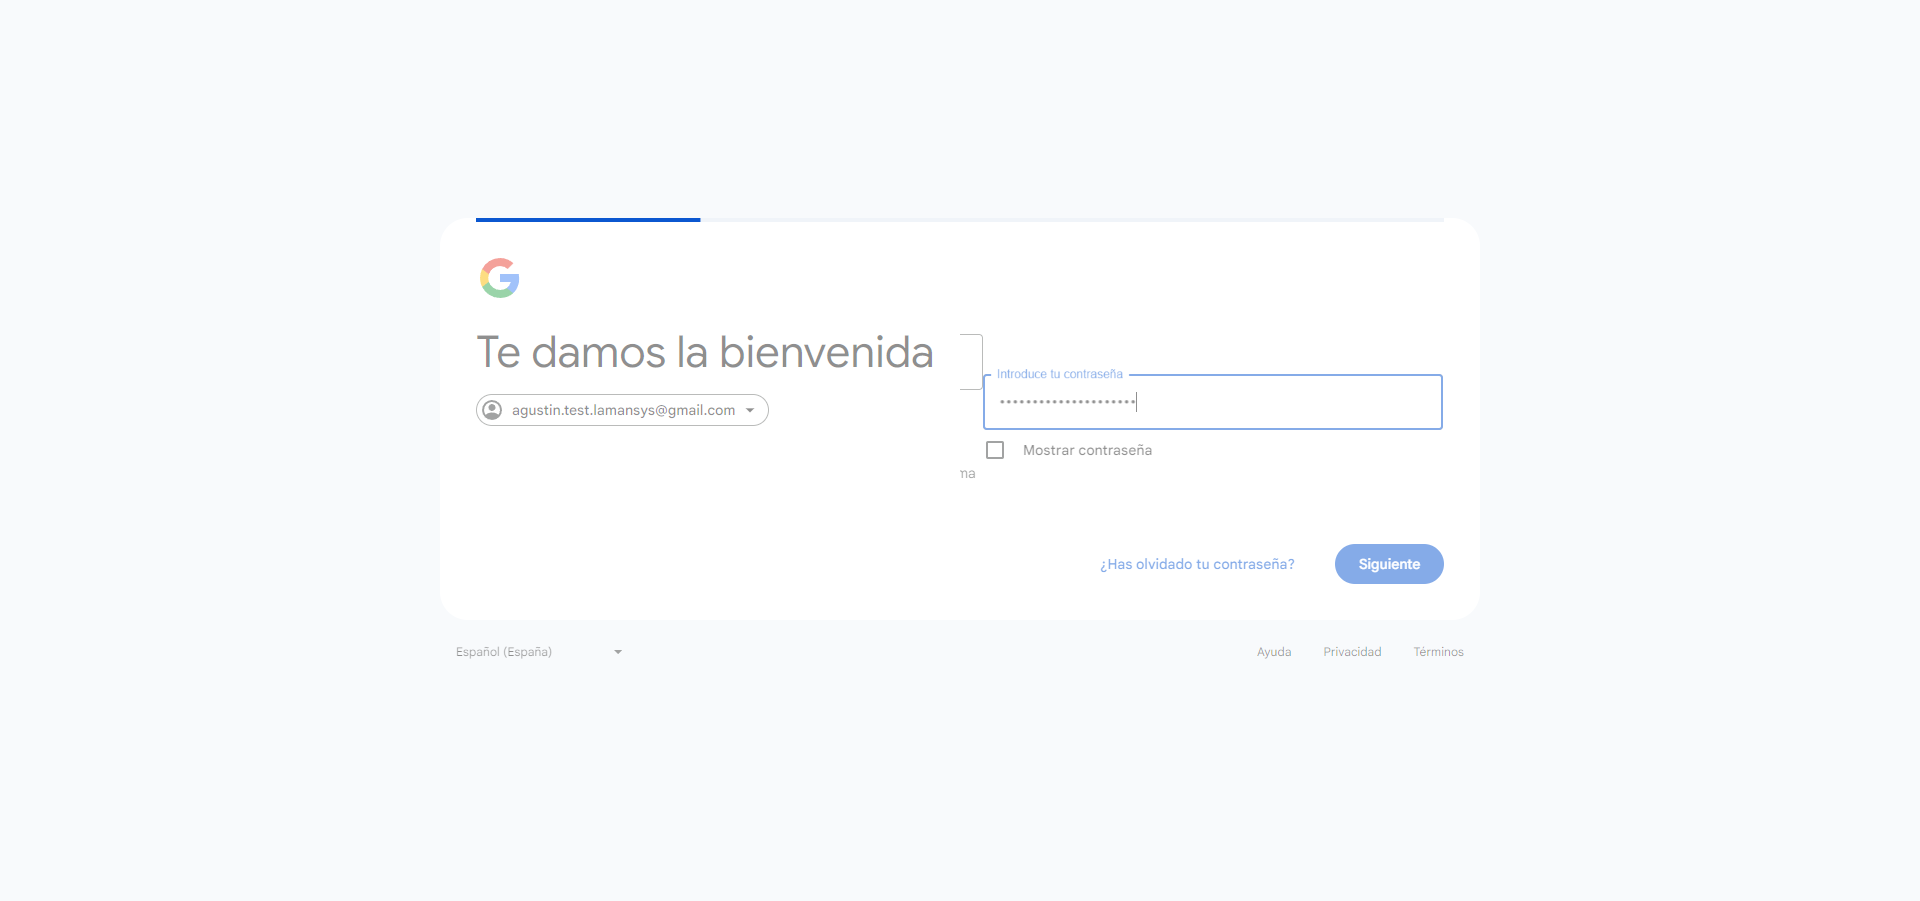 Te damos la bienvenida
agustin.test.lamansys@gmail.com
Introduce tu contraseña
•••••••••••••••••••••
Mostrar contraseña
ma
¿Has olvidado tu contraseña?
Siguiente
Español (España)
Ayuda
Privacidad
Términos